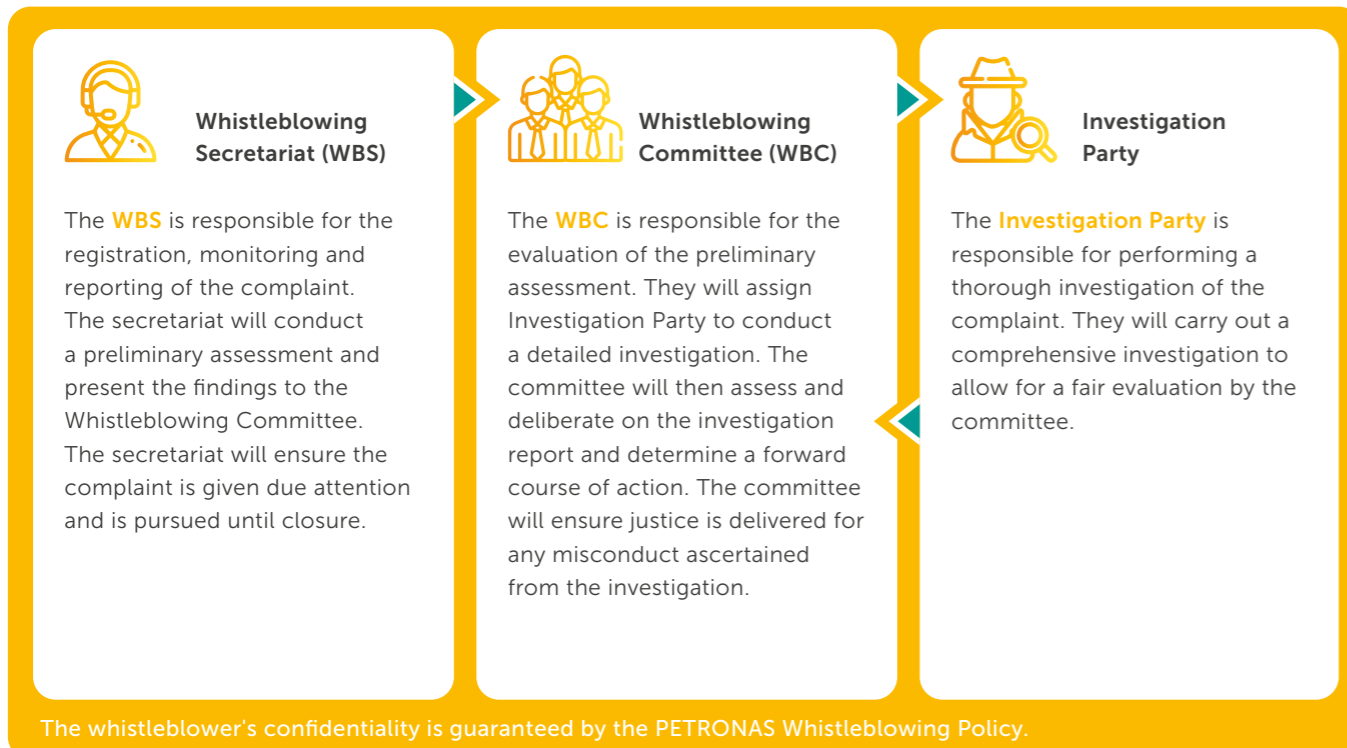 Whistleblowing
Secretariat (WBS)
The WBS is responsible for the
registration, monitoring and
reporting of the complaint.
The secretariat will conduct
a preliminary assessment and
present the findings to the
Whistleblowing Committee.
The secretariat will ensure the
complaint is given due attention
and is pursued until closure.
Whistleblowing
Committee (WBC)
The WBC is responsible for the
evaluation of the preliminary
assessment. They will assign
Investigation Party to conduct
a detailed investigation. The
committee will then assess and
deliberate on the investigation
report and determine a forward
course of action. The committee
will ensure justice is delivered for
any misconduct ascertained
from the investigation.
Investigation
Party
The Investigation Party is
responsible for performing a
thorough investigation of the
complaint. They will carry out a
comprehensive investigation to
allow for a fair evaluation by the
committee.
The whistleblower's confidentiality is guaranteed by the PETRONAS Whistleblowing Policy.